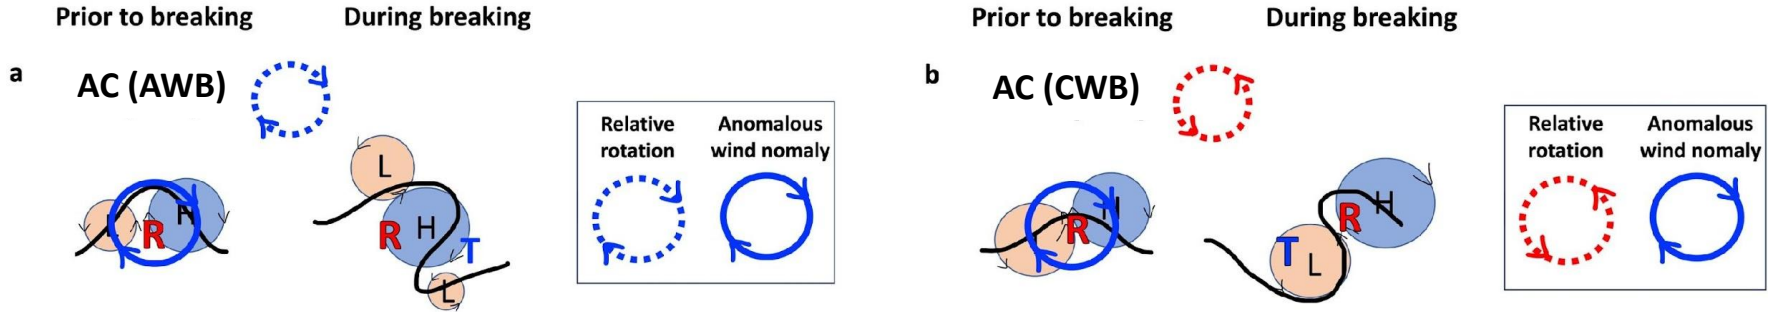 Prior to breaking
During breaking
a
AC (AWB)
L
H
R
L
R
H
T
L
Relative
rotation
Anomalous
wind nomaly
Prior to breaking
During breaking
b
AC (CWB)
H
R
H
R
T
L
Relative
rotation
Anomalous
wind nomaly